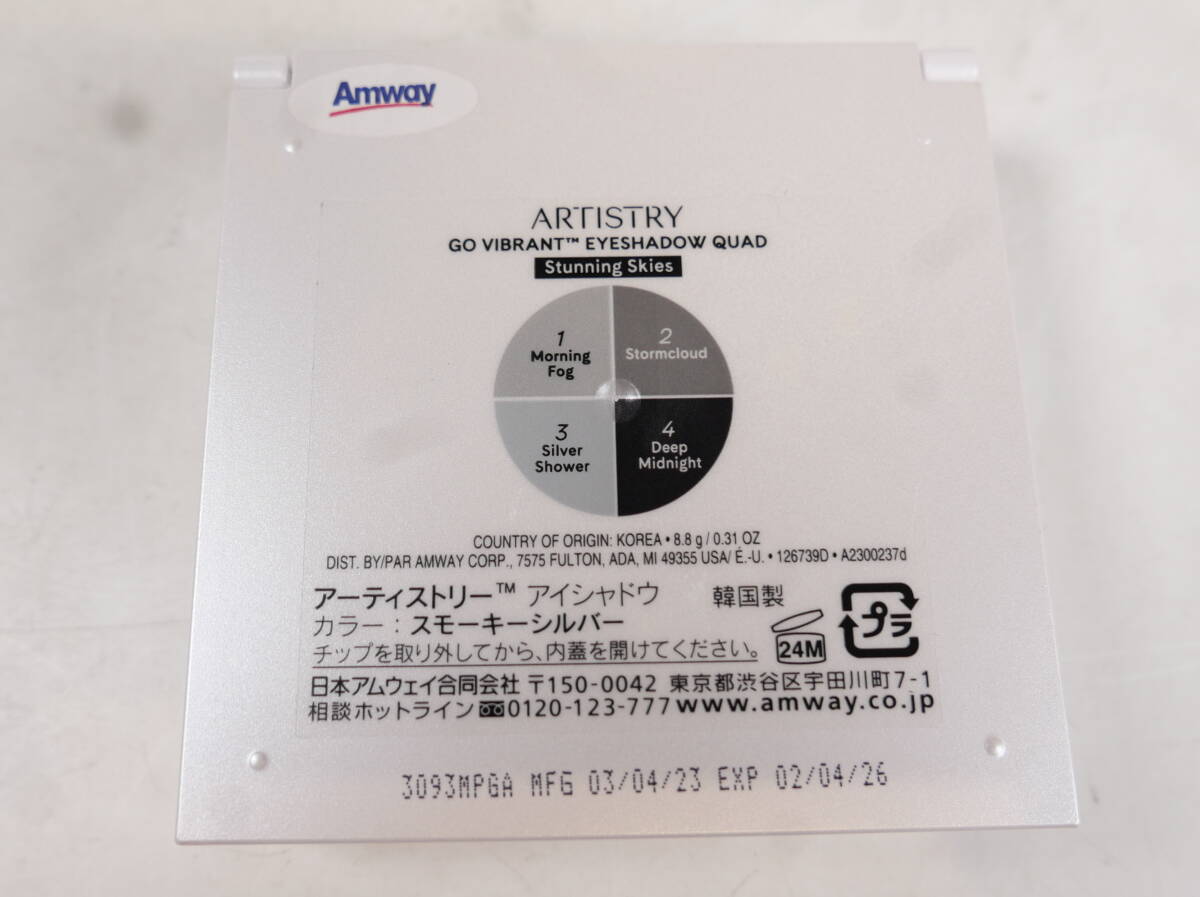 Amway
ARTISTRY
GO VIBRANT™ EYESHADOW QUAD
Stunning Skies
1
Morning
Fog
2
Stormcloud
3
Silver
Shower
4
Deep
Midnight
COUNTRY OF ORIGIN: KOREA • 8.8 g / 0.31 OZ
DIST. BY/PAR AMWAY CORP., 7575 FULTON, ADA, MI 49355 USA/ É.-U. • 126739D • A2300237d
アーティストリー™ アイシャドウ 韓国製
カラー：スモーキーシルバー
チップを取り外してから、内蓋を開けてください。
24M
プラ
日本アムウェイ合同会社 〒150-0042 東京都渋谷区宇田川町7-1
相談ホットライン 0120-123-777 www.amway.co.jp
3093MPGA MFG 03/04/23 EXP 02/04/26